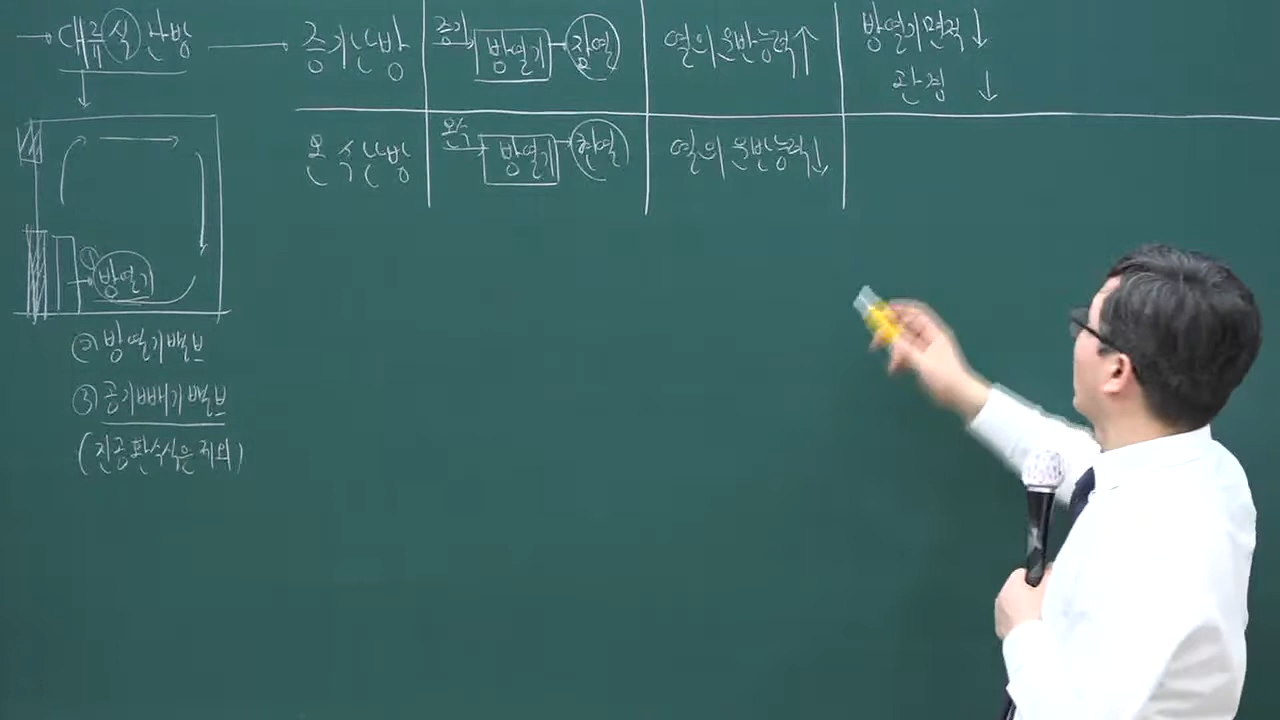 대류식 난방
① 방열기
② 방열기밸브
③ 공기빼기밸브
(진공환수식은 제외)
증기난방
증기 방열기 잠열
열의 운반능력↑
방열기면적↓
관경 ↓
온수난방
온수 방열기 현열
열의 운반능력↓